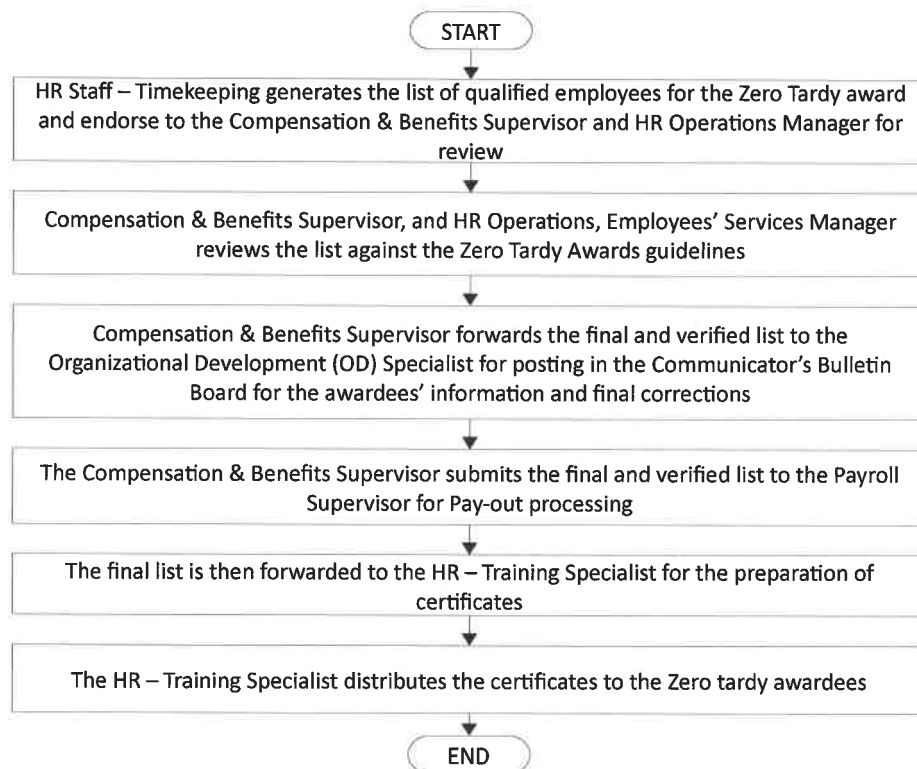 START
HR Staff – Timekeeping generates the list of qualified employees for the Zero Tardy award
and endorse to the Compensation & Benefits Supervisor and HR Operations Manager for
review
Compensation & Benefits Supervisor, and HR Operations, Employees’ Services Manager
reviews the list against the Zero Tardy Awards guidelines
Compensation & Benefits Supervisor forwards the final and verified list to the
Organizational Development (OD) Specialist for posting in the Communicator’s Bulletin
Board for the awardees’ information and final corrections
The Compensation & Benefits Supervisor submits the final and verified list to the Payroll
Supervisor for Pay-out processing
The final list is then forwarded to the HR – Training Specialist for the preparation of
certificates
The HR – Training Specialist distributes the certificates to the Zero tardy awardees
END